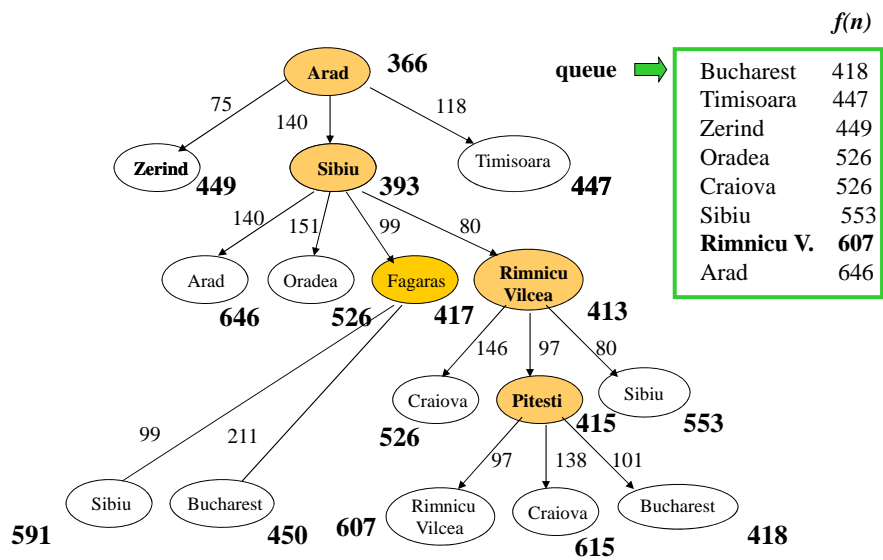 f(n)
queue
Bucharest 418
Timisoara 447
Zerind 449
Oradea 526
Craiova 526
Sibiu 553
Rimnicu V. 607
Arad 646
Arad 366
75
140
118
Zerind
449
Sibiu
393
Timisoara
447
140
151
99
80
Arad
646
Oradea
526
Fagaras
417
Rimnicu
Vilcea
413
146
97
80
Craiova
526
Pitesti
415
Sibiu
553
99
211
97
138
101
Sibiu
591
Bucharest
450
Rimnicu
Vilcea
607
Craiova
615
Bucharest
418